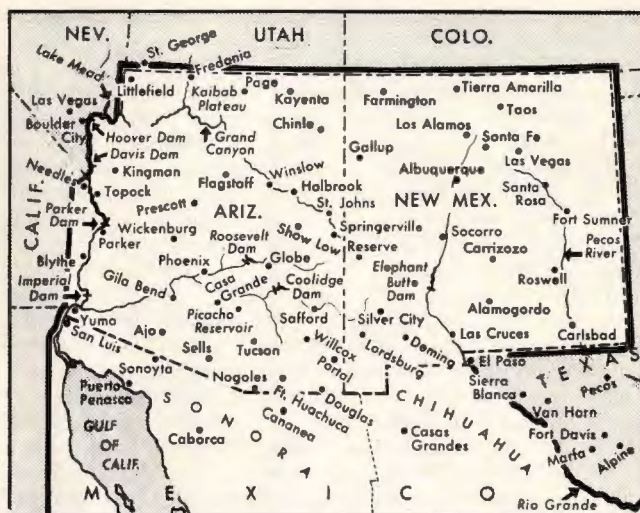 NEV.
UTAH
COLO.
St. George
Lake Mead
Fredonia
Littlefield
Kaibab
Plateau
Page
Kayenta
Farmington
Tierra Amarilla
Taos
Las Vegas
Boulder
City
Hoover Dam
Grand
Canyon
Chinle
Los Alamos
Santa Fe
Gallup
Davis Dam
Las Vegas
Needles
Kingman
Flagstaff
Winslow
Albuquerque
Topock
Halbrook
NEW MEX.
Santa
Rosa
CALIF.
Parker
Dam
Prescott
ARIZ.
St. Johns
Wickenburg
Springerville
Fort Sumner
Parker
Roosevelt
Dam
Show Low
Reserve
Socorro
Carrizozo
Pecos
River
Blythe
Phoenix
Globe
Elephant
Butte
Dam
Roswell
Imperial
Dam
Gila Bend
Casa
Grande
Coolidge
Dam
Picacho
Reservoir
Safford
Silver City
Alamogordo
Yuma
San Luis
Ajo
Las Cruces
Carlsbad
Sells
Tucson
Willcox
Portal
Lordsburg
Deming
El Paso
TEXAS
Sonoyta
Nogoles
Sierra
Blanca
Pecos
Puerto
Penasco
Ft. Huachuca
Douglas
Van Horn
GULF
OF
CALIF.
SONORA
Cananea
CHIHUAHUA
Caborca
Casas
Grandes
Fort Davis
Marfa
Alpine
MEXICO
Rio Grande